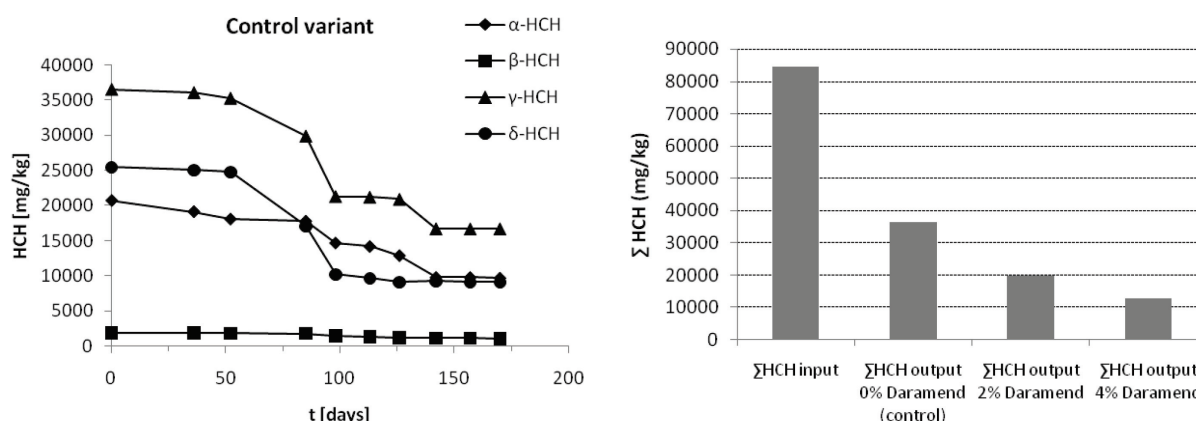 Control variant
α-HCH
β-HCH
γ-HCH
δ-HCH
HCH [mg/kg]
40000
35000
30000
25000
20000
15000
10000
5000
0
0 50 100 150 200
t [days]
∑ HCH (mg/kg)
90000
80000
70000
60000
50000
40000
30000
20000
10000
0
∑HCH input
∑HCH output
0% Daramend
(control)
∑HCH output
2% Daramend
∑HCH output
4% Daramend